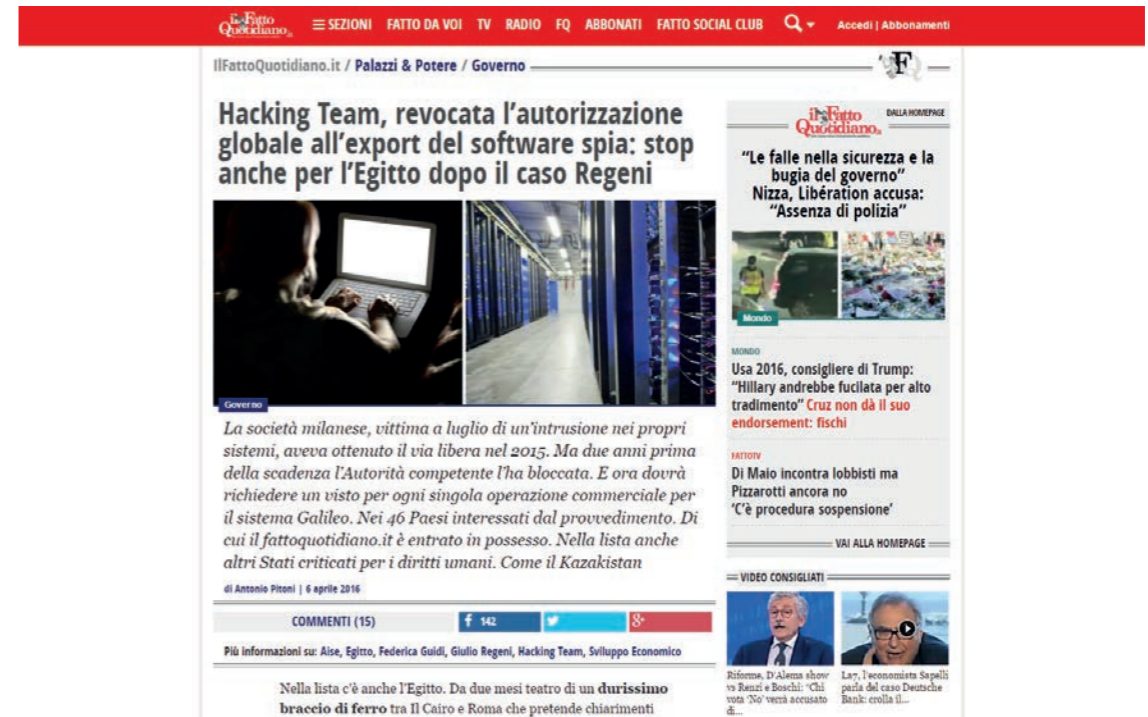 il Fatto
Quotidiano.it
SEZIONI FATTO DA VOI TV RADIO FQ ABBONATI FATTO SOCIAL CLUB Accedi | Abbonamenti
IlFattoQuotidiano.it / Palazzi & Potere / Governo
F
Hacking Team, revocata l'autorizzazione
globale all'export del software spia: stop
anche per l'Egitto dopo il caso Regeni
Governo
La società milanese, vittima a luglio di un'intrusione nei propri
sistemi, aveva ottenuto il via libera nel 2015. Ma due anni prima
della scadenza l'Autorità competente l'ha bloccata. E ora dovrà
richiedere un visto per ogni singola operazione commerciale per
il sistema Galileo. Nei 46 Paesi interessati dal provvedimento. Di
cui il fattoquotidiano.it è entrato in possesso. Nella lista anche
altri Stati criticati per i diritti umani. Come il Kazakistan
di Antonio Pitoni | 6 aprile 2016
COMMENTI (15)
f 142
g+
Più informazioni su: Aise, Egitto, Federica Guidi, Giulio Regeni, Hacking Team, Sviluppo Economico
Nella lista c'è anche l'Egitto. Da due mesi teatro di un durissimo
braccio di ferro tra Il Cairo e Roma che pretende chiarimenti
il Fatto
Quotidiano.it
DALLA HOMEPAGE
"Le falle nella sicurezza e la
bugia del governo"
Nizza, Libération accusa:
"Assenza di polizia"
Mondo
MONDO
Usa 2016, consigliere di Trump:
"Hillary andrebbe fucilata per alto
tradimento" Cruz non dà il suo
endorsement: fischi
FATTOTV
Di Maio incontra lobbisti ma
Pizzarotti ancora no
'C'è procedura sospensione'
VAI ALLA HOMEPAGE
VIDEO CONSIGLIATI
Riforme, D'Alema show
vs Renzi e Boschi: "Chi
vota 'No' verrà accusato
di...
La7, l'economista Sapelli
parla del caso Deutsche
Bank: crolla il...